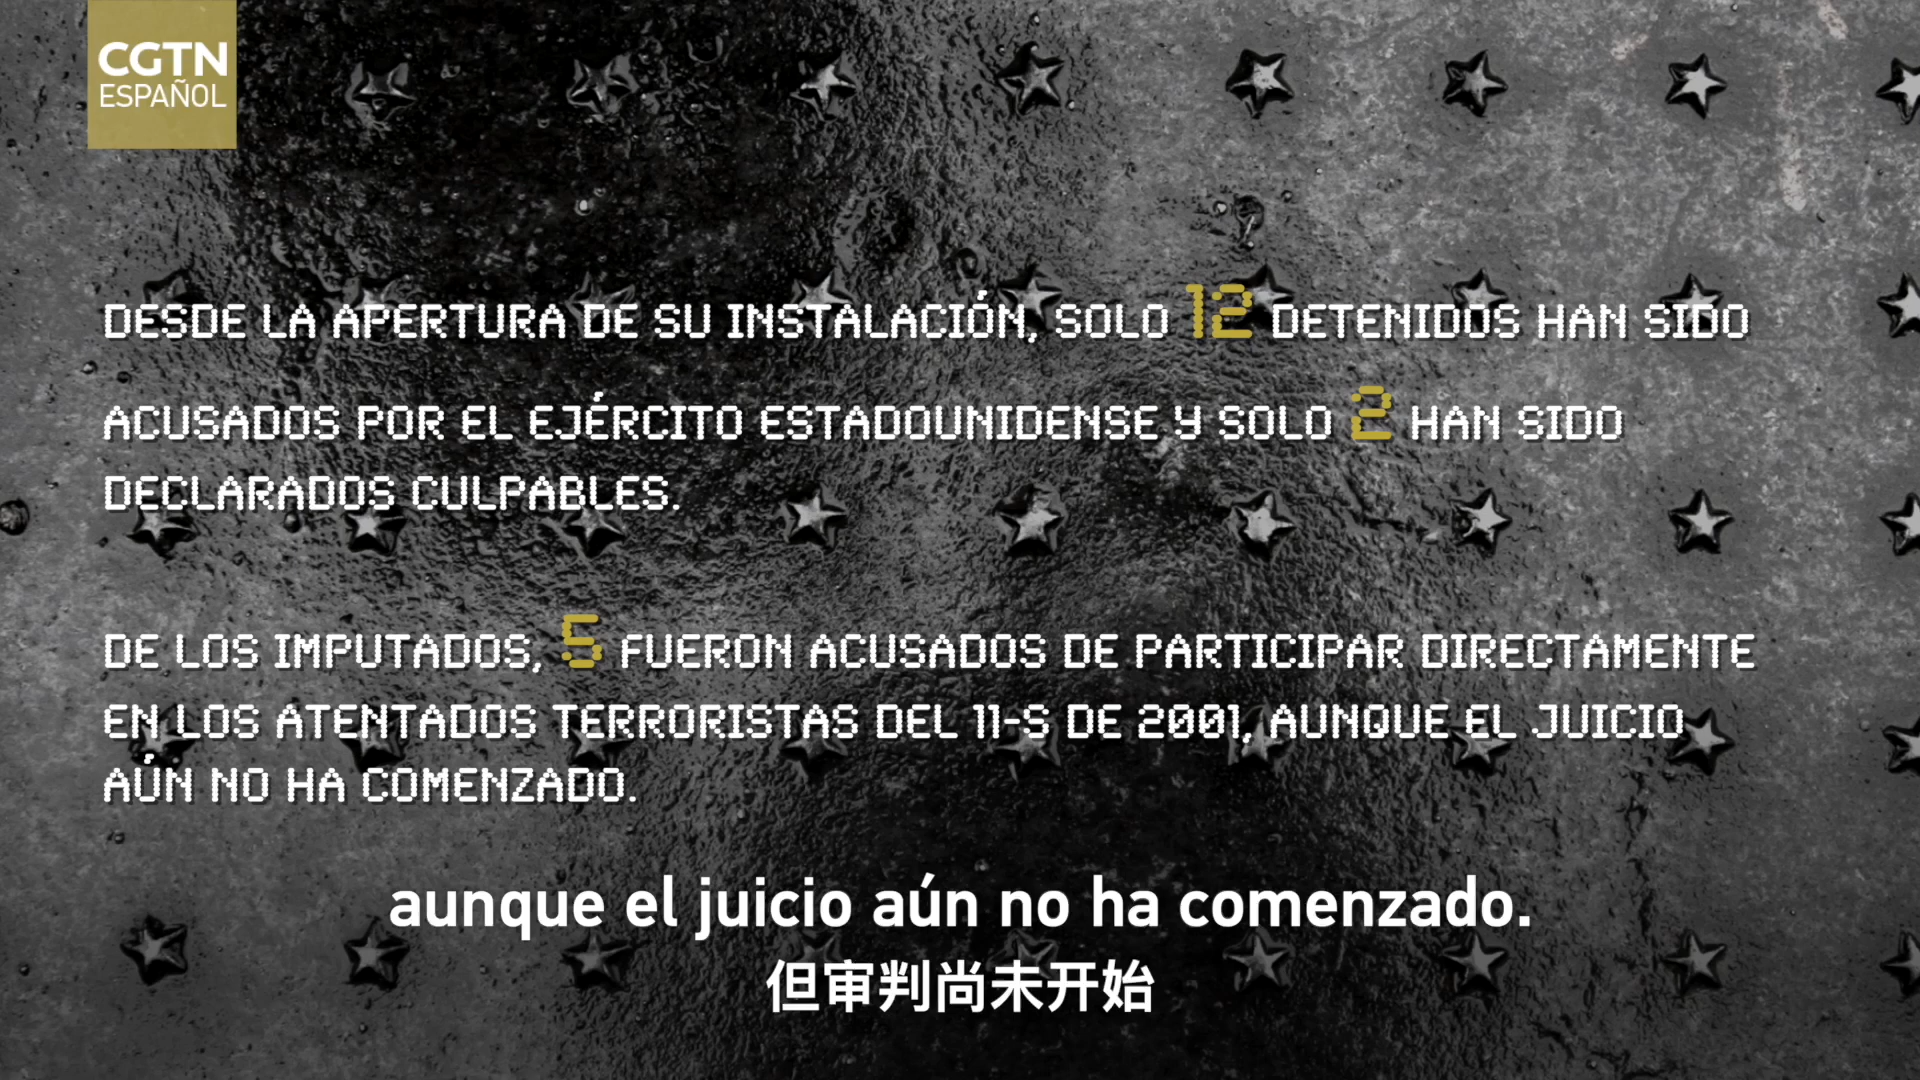 CGTN
ESPAÑOL
DESDE LA APERTURA DE SU INSTALACIÓN, SOLO 12 DETENIDOS HAN SIDO
ACUSADOS POR EL EJÉRCITO ESTADOUNIDENSE Y SOLO 2 HAN SIDO
DECLARADOS CULPABLES.
DE LOS IMPUTADOS, 5 FUERON ACUSADOS DE PARTICIPAR DIRECTAMENTE
EN LOS ATENTADOS TERRORISTAS DEL 11-S DE 2001, AUNQUE EL JUICIO
AÚN NO HA COMENZADO.
aunque el juicio aún no ha comenzado.
但审判尚未开始